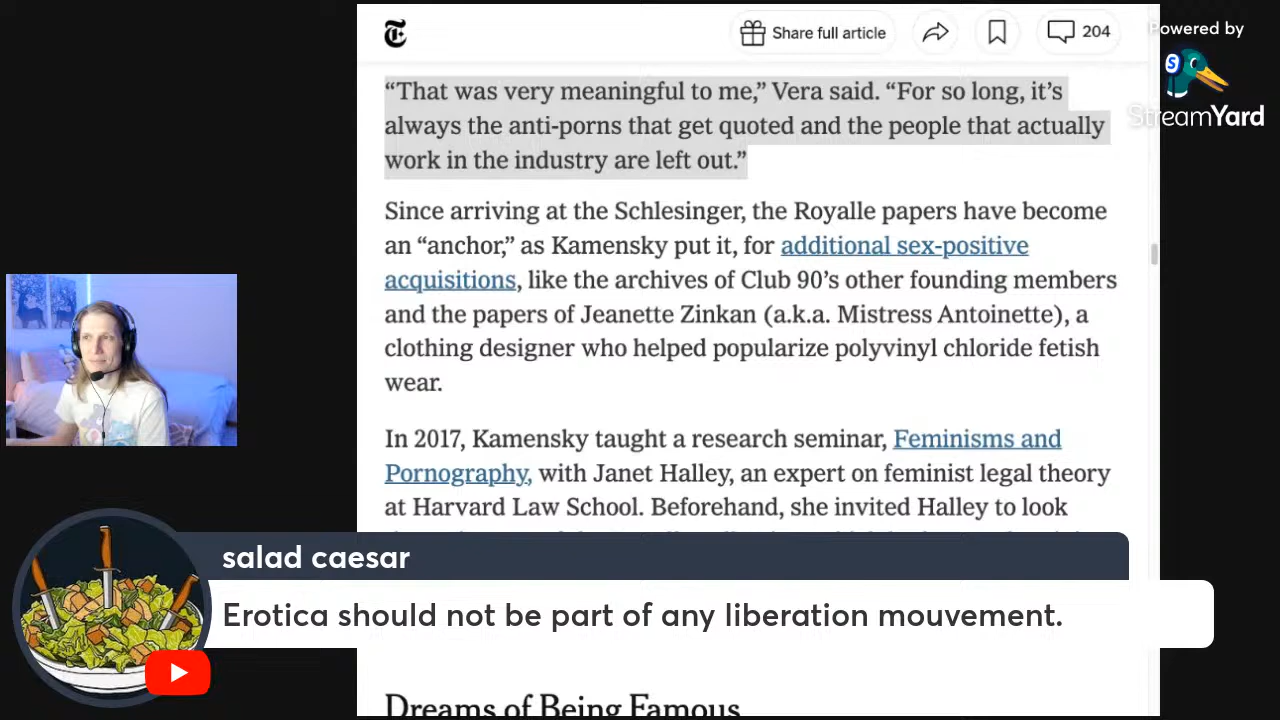 Share full article
204
Powered by
StreamYard
“That was very meaningful to me,” Vera said. “For so long, it’s
always the anti-porns that get quoted and the people that actually
work in the industry are left out.”
Since arriving at the Schlesinger, the Royalle papers have become
an “anchor,” as Kamensky put it, for additional sex-positive
acquisitions, like the archives of Club 90’s other founding members
and the papers of Jeanette Zinkan (a.k.a. Mistress Antoinette), a
clothing designer who helped popularize polyvinyl chloride fetish
wear.
In 2017, Kamensky taught a research seminar, Feminisms and
Pornography, with Janet Halley, an expert on feminist legal theory
at Harvard Law School. Beforehand, she invited Halley to look
salad caesar
Erotica should not be part of any liberation mouvement.
Dreams of Being Famous